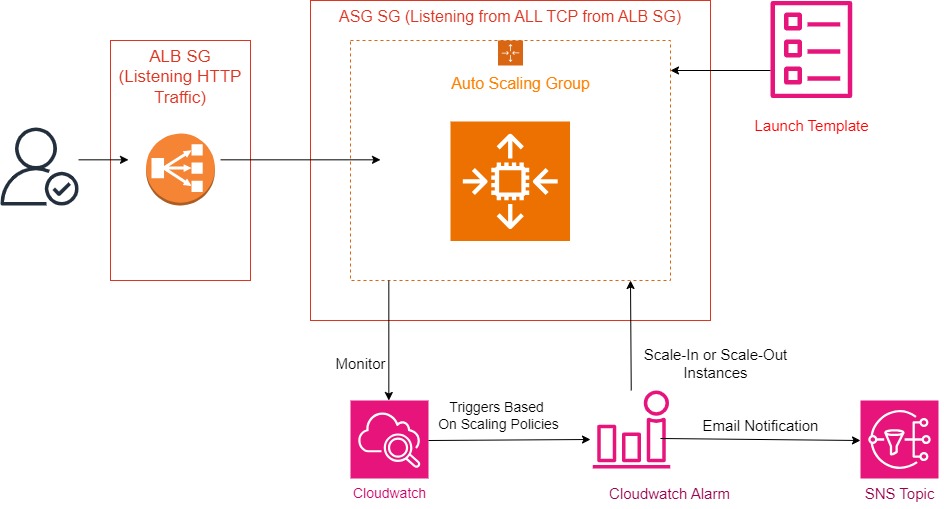 ASG SG (Listening from ALL TCP from ALB SG)
ALB SG
(Listening HTTP
Traffic)
Auto Scaling Group
Launch Template
Monitor
Scale-In or Scale-Out
Instances
Triggers Based
On Scaling Policies
Email Notification
Cloudwatch
Cloudwatch Alarm
SNS Topic